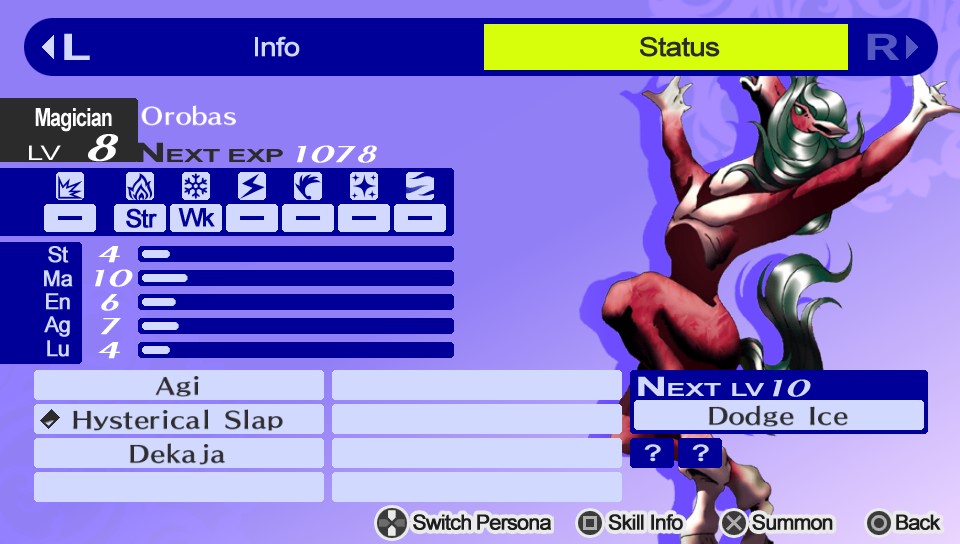 L Info Status R
Magician Orobas
LV 8 NEXT EXP 1078
– Str Wk – – – –
St 4
Ma 10
En 6
Ag 7
Lu 4
Agi
Hysterical Slap
Dekaja
NEXT LV 10
Dodge Ice
? ?
Switch Persona Skill Info Summon Back